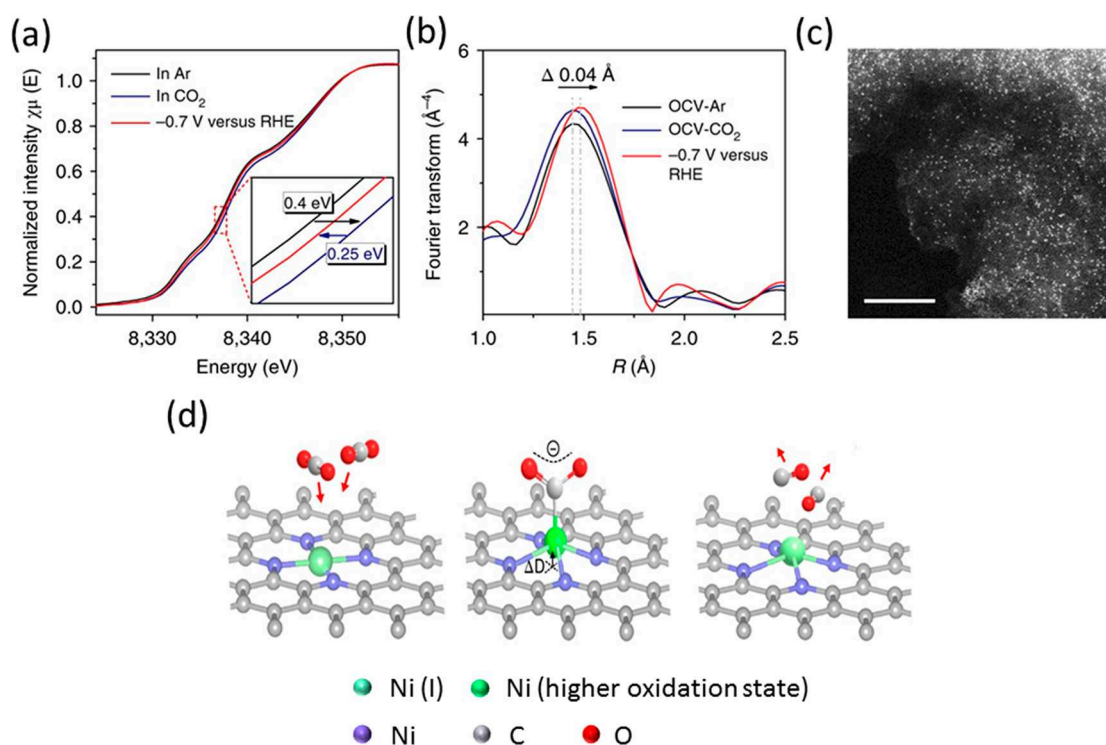 (a)
Normalized intensity χμ (E)
1.0
0.8
0.6
0.4
0.2
0.0
In Ar
In CO₂
−0.7 V versus RHE
0.4 eV
0.25 eV
8,330
8,340
8,350
Energy (eV)
(b)
Fourier transform (Å⁻⁴)
6
4
2
Δ 0.04 Å
OCV-Ar
OCV-CO₂
−0.7 V versus
RHE
1.0
1.5
2.0
2.5
R (Å)
(c)
(d)
Θ
ΔD
Ni (I)
Ni (higher oxidation state)
Ni
C
O